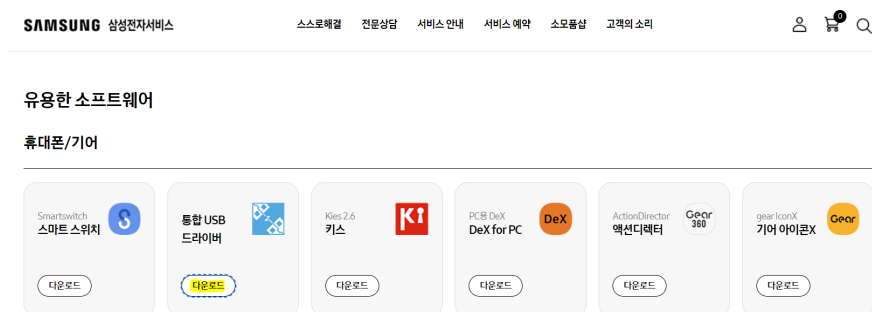 SAMSUNG 삼성전자서비스
스스로해결 전문상담 서비스 안내 서비스 예약 소모품샵 고객의 소리
0
유용한 소프트웨어
휴대폰/기어
Smartswitch
스마트 스위치
다운로드
통합 USB
드라이버
다운로드
Kies 2.6
키스
다운로드
PC용 DeX
DeX for PC
DeX
다운로드
ActionDirector
액션디렉터
Gear
360
다운로드
gear IconX
기어 아이콘X
Gear
다운로드